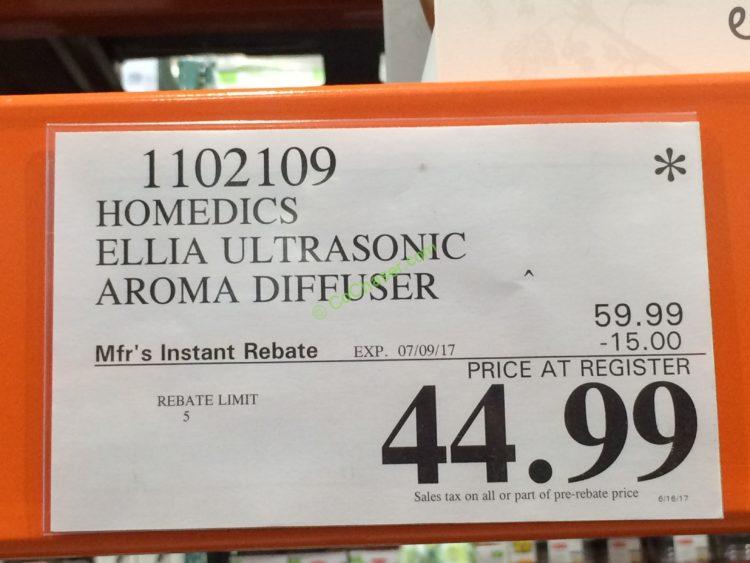 1102109
*
HOMEDICS
ELLIA ULTRASONIC
AROMA DIFFUSER
© CoChaser.com
59.99
Mfr's Instant Rebate EXP. 07/09/17 -15.00
PRICE AT REGISTER
REBATE LIMIT
5
44.99
Sales tax on all or part of pre-rebate price 6/16/17